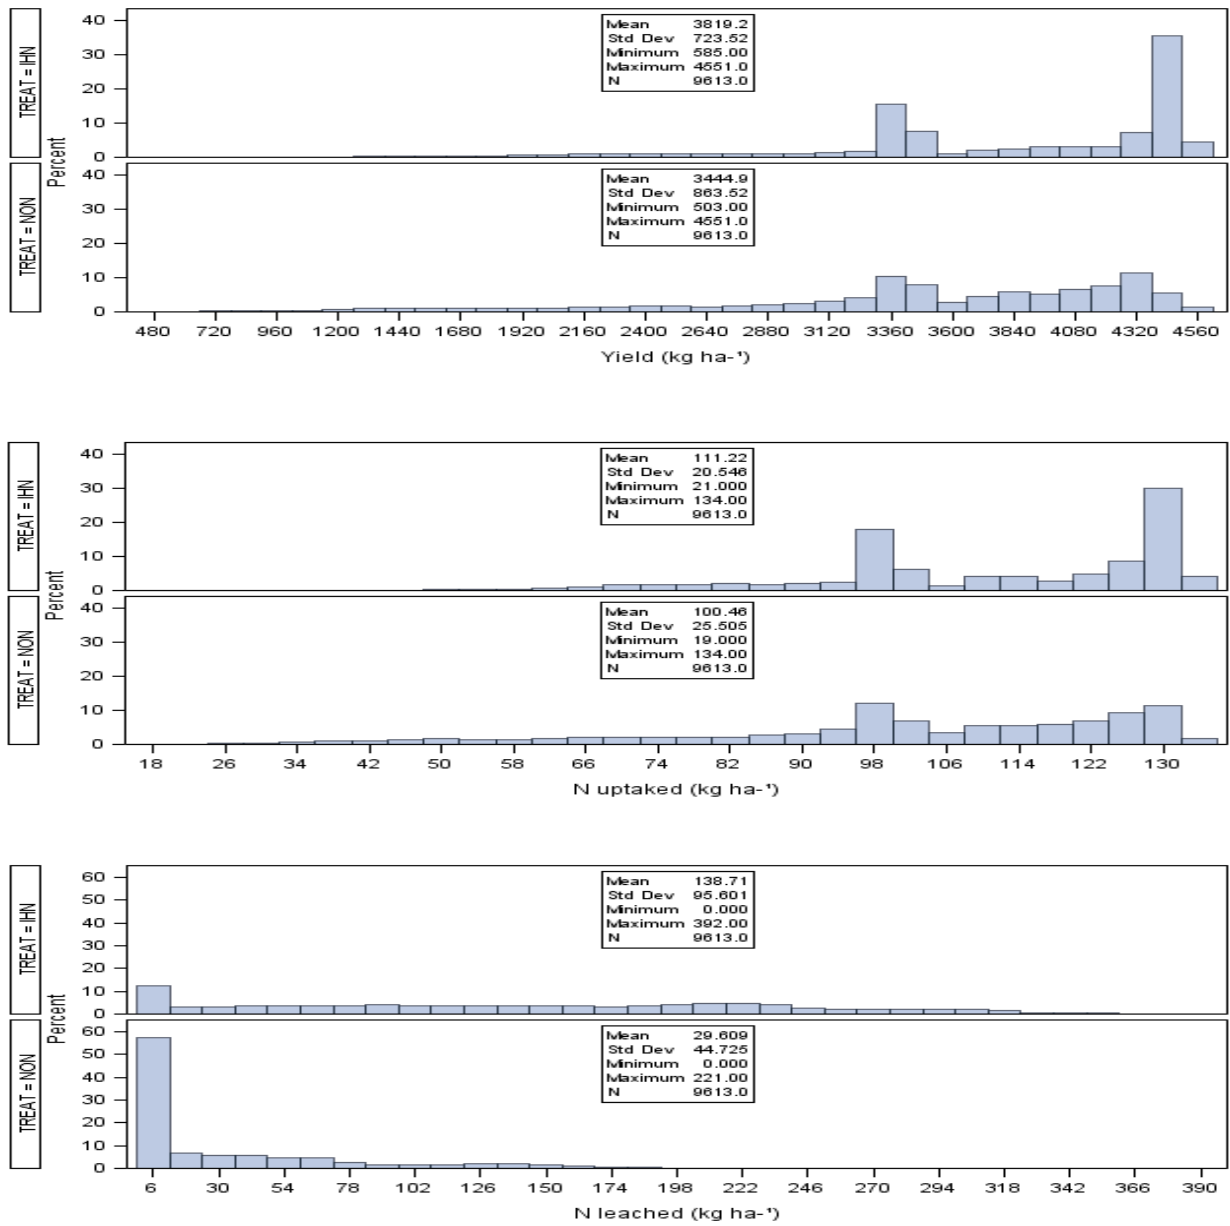 TREAT = IHN
40
30
20
10
0
Mean 3819.2
Std Dev 723.52
Minimum 585.00
Maximum 4551.0
N 9613.0
Percent
TREAT = NON
40
30
20
10
0
Mean 3444.9
Std Dev 863.52
Minimum 503.00
Maximum 4551.0
N 9613.0
480 720 960 1200 1440 1680 1920 2160 2400 2640 2880 3120 3360 3600 3840 4080 4320 4560
Yield (kg ha-¹)
TREAT = IHN
40
30
20
10
0
Mean 111.22
Std Dev 20.546
Minimum 21.000
Maximum 134.00
N 9613.0
Percent
TREAT = NON
40
30
20
10
0
Mean 100.46
Std Dev 25.505
Minimum 19.000
Maximum 134.00
N 9613.0
18 26 34 42 50 58 66 74 82 90 98 106 114 122 130
N uptaked (kg ha-¹)
TREAT = IHN
60
50
40
30
20
10
0
Mean 138.71
Std Dev 95.601
Minimum 0.000
Maximum 392.00
N 9613.0
Percent
TREAT = NON
60
50
40
30
20
10
0
Mean 29.609
Std Dev 44.725
Minimum 0.000
Maximum 221.00
N 9613.0
6 30 54 78 102 126 150 174 198 222 246 270 294 318 342 366 390
N leached (kg ha-¹)